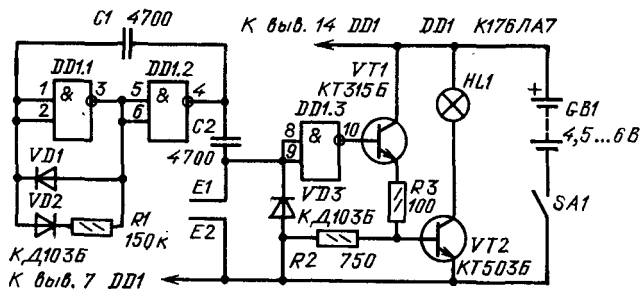 C1 4700
К выв. 14 DD1
DD1 К176ЛА7
DD1.1
DD1.2
VT1
КТ315Б
HL1
1
2
&
3
5
6
&
4
C2
4700
DD1.3
8
9
&
10
+
GB1
4,5...6В
VD1
VD2
R1
150к
КД103Б
E1
E2
VD3
КД103Б
R3
100
SA1
R2 750
VT2
КТ503Б
К выв. 7 DD1